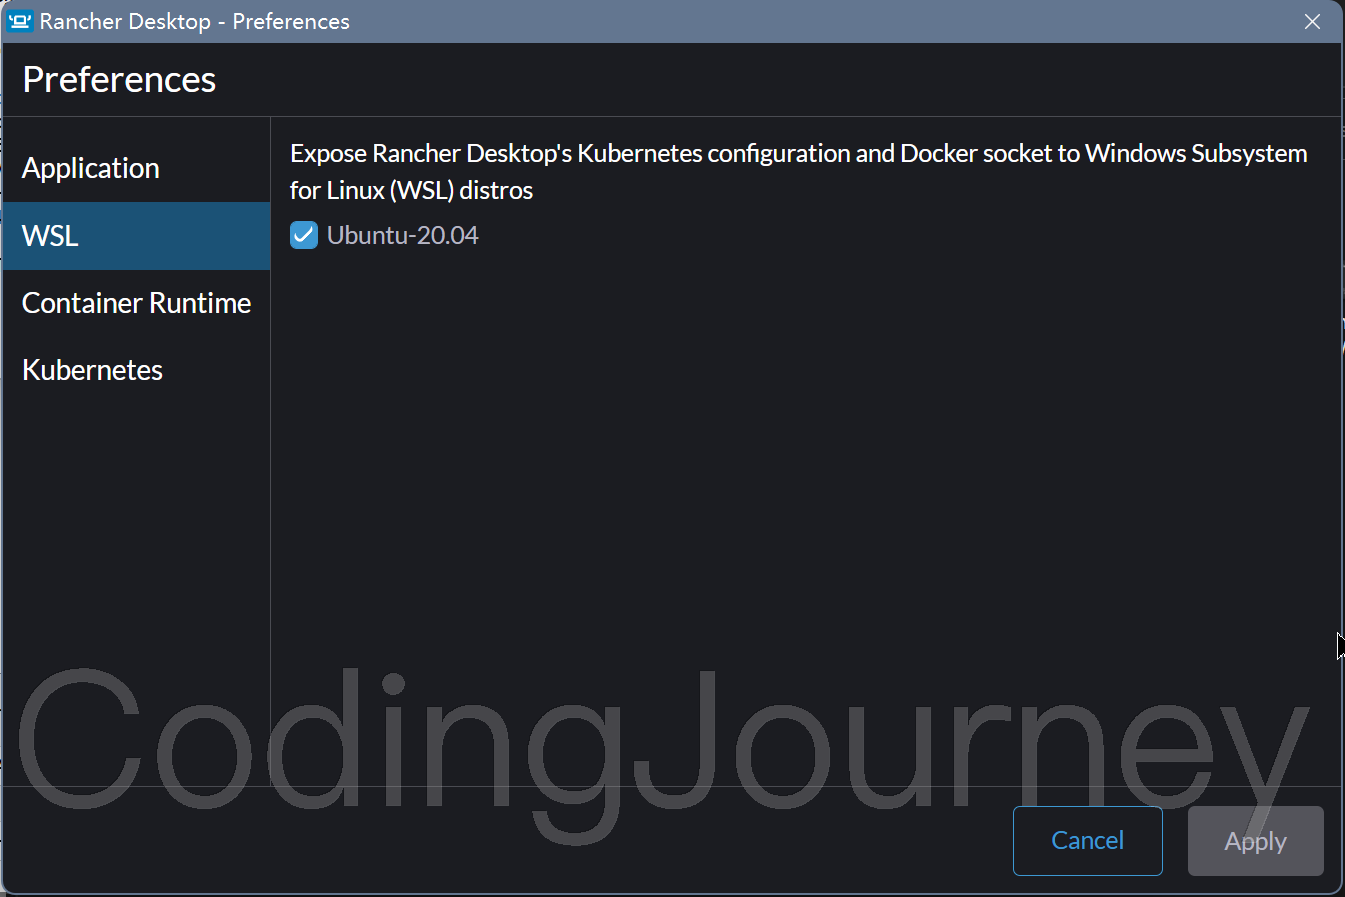 Rancher Desktop - Preferences
Preferences
Application
WSL
Container Runtime
Kubernetes
Expose Rancher Desktop's Kubernetes configuration and Docker socket to Windows Subsystem
for Linux (WSL) distros
Ubuntu-20.04
CodingJourney
Cancel
Apply